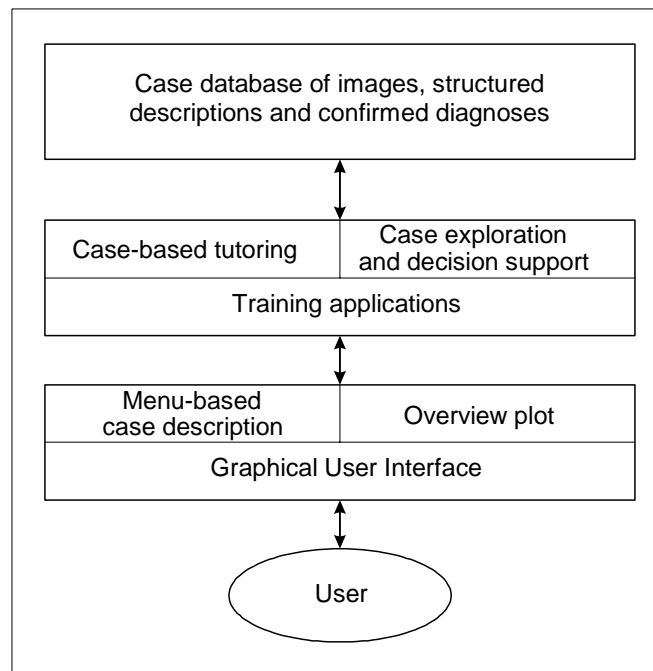 Case database of images, structured
descriptions and confirmed diagnoses
Case-based tutoring
Case exploration
and decision support
Training applications
Menu-based
case description
Overview plot
Graphical User Interface
User